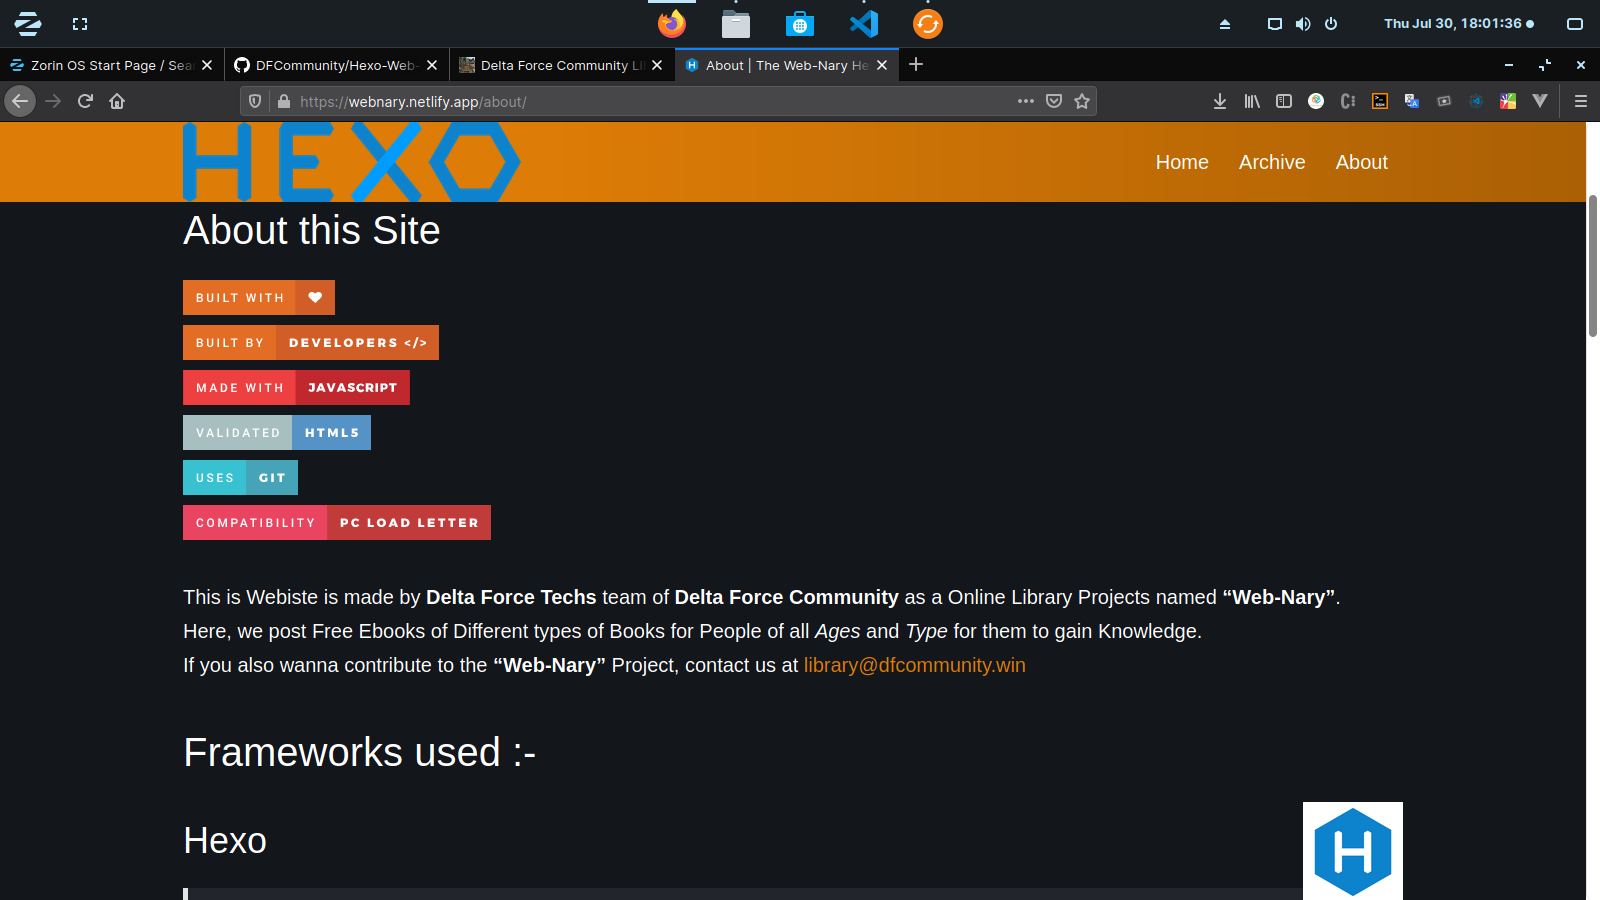 Thu Jul 30, 18:01:36
Zorin OS Start Page / Sea
DFCommunity/Hexo-Web-
Delta Force Community Li
About | The Web-Nary He
https://webnary.netlify.app/about/
HEXO
Home Archive About
About this Site
BUILT WITH
BUILT BY DEVELOPERS </>
MADE WITH JAVASCRIPT
VALIDATED HTML5
USES GIT
COMPATIBILITY PC LOAD LETTER
This is Webiste is made by Delta Force Techs team of Delta Force Community as a Online Library Projects named “Web-Nary”.
Here, we post Free Ebooks of Different types of Books for People of all Ages and Type for them to gain Knowledge.
If you also wanna contribute to the “Web-Nary” Project, contact us at library@dfcommunity.win
Frameworks used :-
Hexo
H